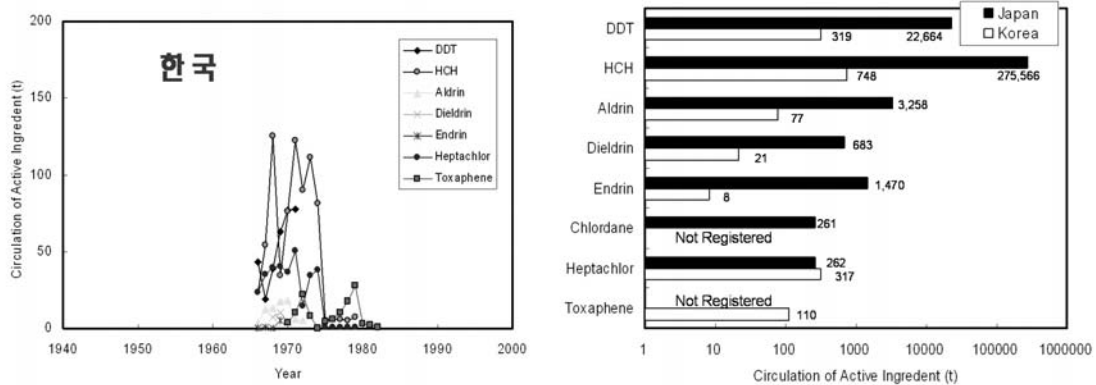 200
150
100
50
0
Circulation of Active Ingredent (t)
한국
DDT
HCH
Aldrin
Dieldrin
Endrin
Heptachlor
Toxaphene
1940 1950 1960 1970 1980 1990 2000
Year
Japan
Korea
DDT
319 22,664
HCH
748 275,566
Aldrin
3,258
77
Dieldrin
683
21
Endrin
1,470
8
Chlordane
261
Not Registered
Heptachlor
262
317
Toxaphene
Not Registered
110
1 10 100 1000 10000 100000 1000000
Circulation of Active Ingredent (t)